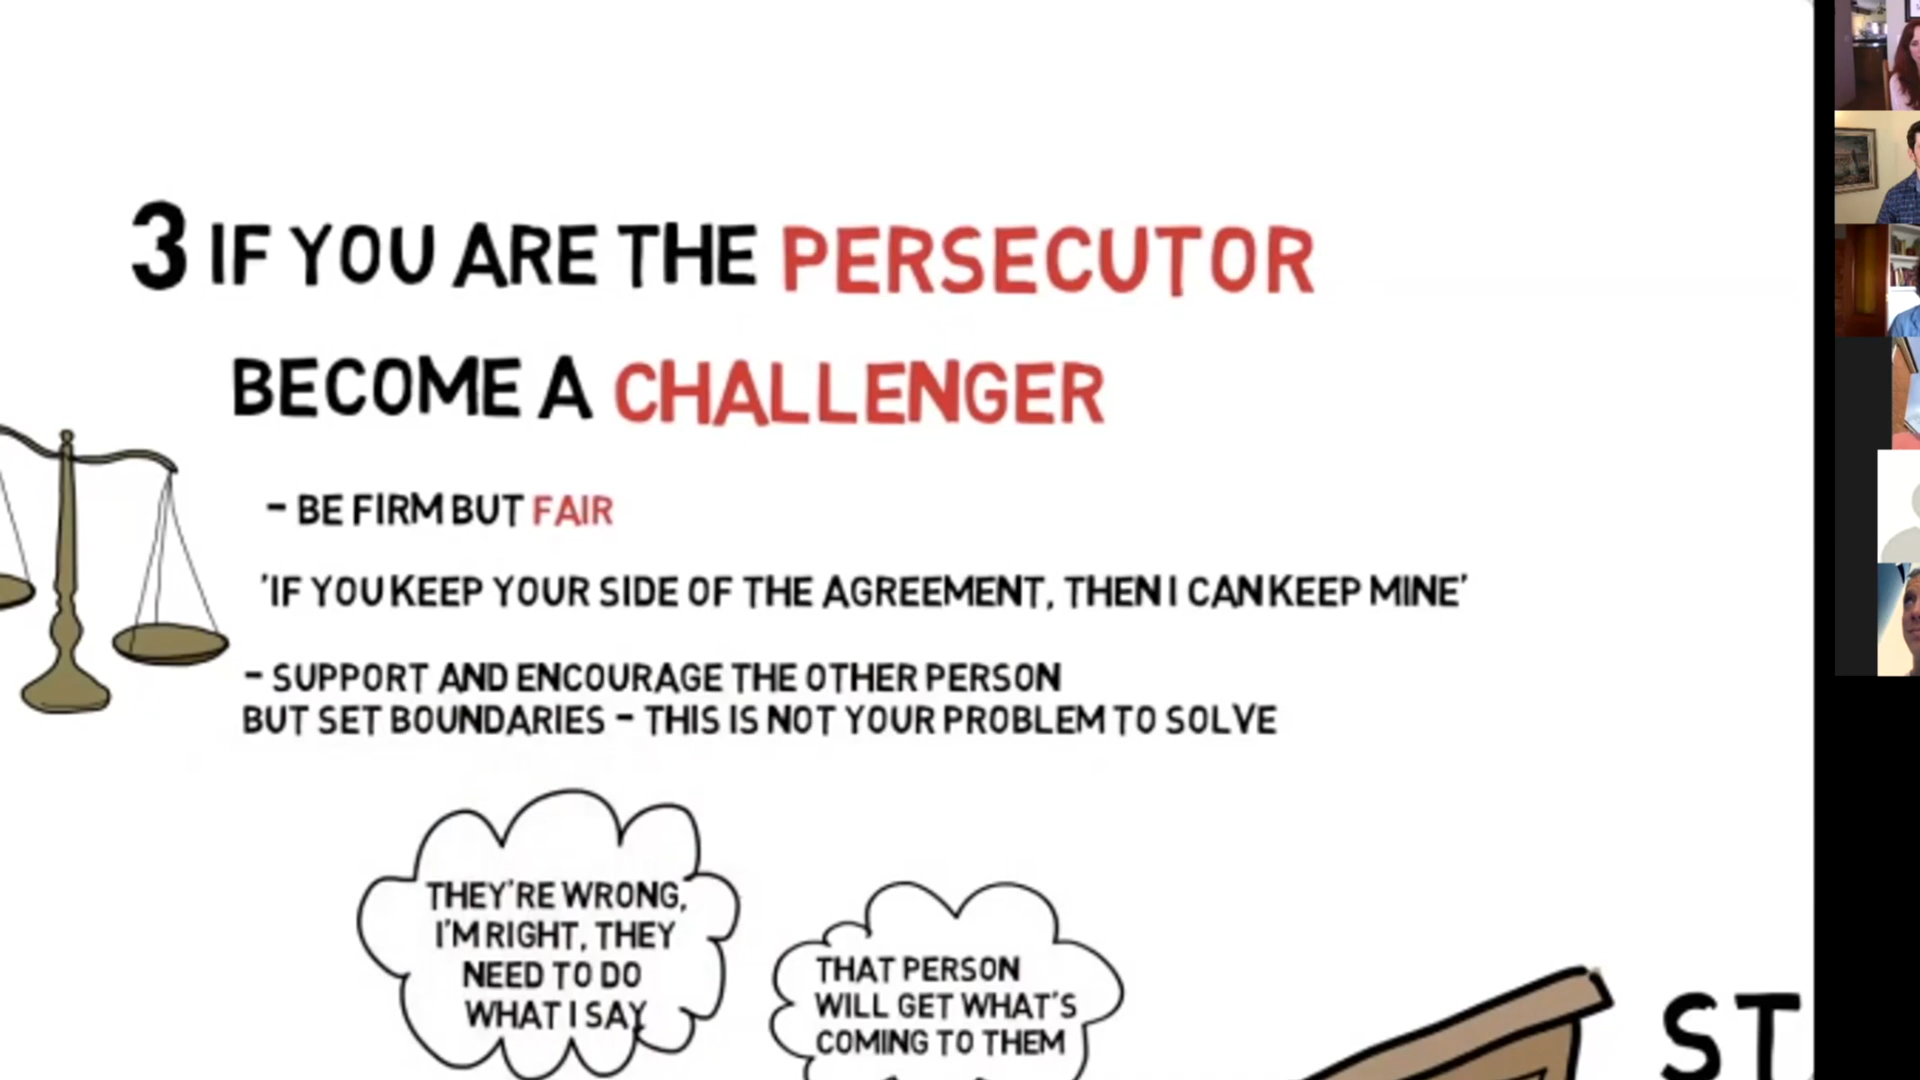 3 IF YOU ARE THE PERSECUTOR
BECOME A CHALLENGER
- BE FIRM BUT FAIR
'IF YOU KEEP YOUR SIDE OF THE AGREEMENT, THEN I CAN KEEP MINE'
- SUPPORT AND ENCOURAGE THE OTHER PERSON
BUT SET BOUNDARIES - THIS IS NOT YOUR PROBLEM TO SOLVE
THEY'RE WRONG,
I'M RIGHT, THEY
NEED TO DO
WHAT I SAY
THAT PERSON
WILL GET WHAT'S
COMING TO THEM
ST